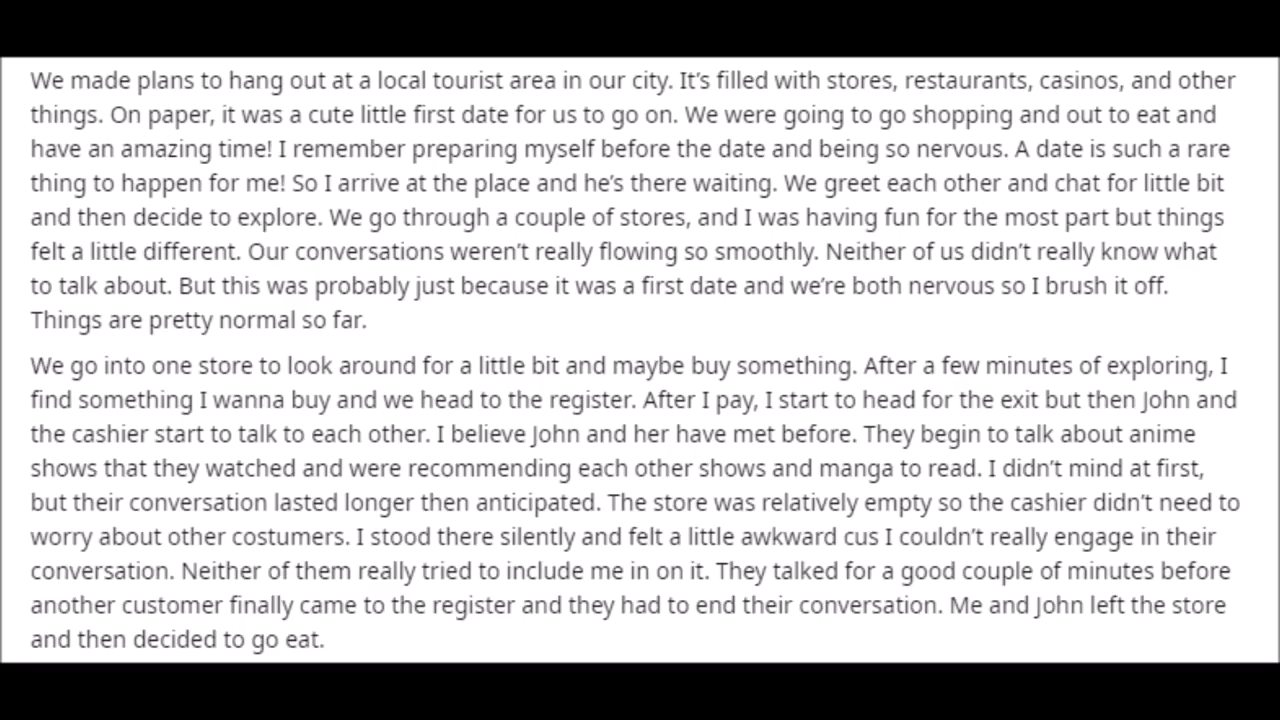 We made plans to hang out at a local tourist area in our city. It’s filled with stores, restaurants, casinos, and other
things. On paper, it was a cute little first date for us to go on. We were going to go shopping and out to eat and
have an amazing time! I remember preparing myself before the date and being so nervous. A date is such a rare
thing to happen for me! So I arrive at the place and he’s there waiting. We greet each other and chat for little bit
and then decide to explore. We go through a couple of stores, and I was having fun for the most part but things
felt a little different. Our conversations weren’t really flowing so smoothly. Neither of us didn’t really know what
to talk about. But this was probably just because it was a first date and we’re both nervous so I brush it off.
Things are pretty normal so far.
We go into one store to look around for a little bit and maybe buy something. After a few minutes of exploring, I
find something I wanna buy and we head to the register. After I pay, I start to head for the exit but then John and
the cashier start to talk to each other. I believe John and her have met before. They begin to talk about anime
shows that they watched and were recommending each other shows and manga to read. I didn’t mind at first,
but their conversation lasted longer then anticipated. The store was relatively empty so the cashier didn’t need to
worry about other costumers. I stood there silently and felt a little awkward cus I couldn’t really engage in their
conversation. Neither of them really tried to include me in on it. They talked for a good couple of minutes before
another customer finally came to the register and they had to end their conversation. Me and John left the store
and then decided to go eat.